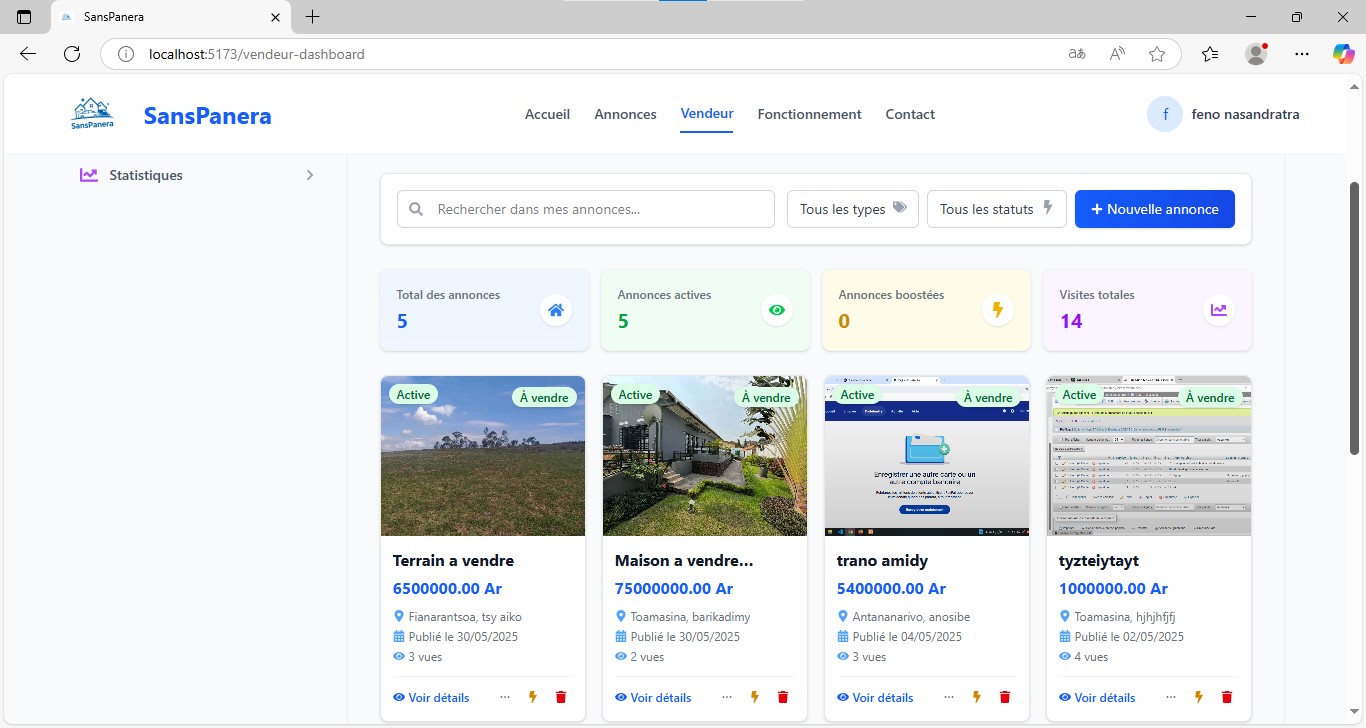 SansPanera
localhost:5173/vendeur-dashboard
SansPanera
SansPanera
Accueil
Annonces
Vendeur
Fonctionnement
Contact
f
feno nasandratra
Statistiques
Rechercher dans mes annonces...
Tous les types
Tous les statuts
+ Nouvelle annonce
Total des annonces
5
Annonces actives
5
Annonces boostées
0
Visites totales
14
Active
À vendre
Terrain a vendre
6500000.00 Ar
Fianarantsoa, tsy aiko
Publié le 30/05/2025
3 vues
Voir détails
Active
À vendre
Maison a vendre...
75000000.00 Ar
Toamasina, barikadimy
Publié le 30/05/2025
2 vues
Voir détails
Active
À vendre
Enregistrer une autre carte ou un
autre compte bancaire
trano amidy
5400000.00 Ar
Antananarivo, anosibe
Publié le 04/05/2025
3 vues
Voir détails
Active
À vendre
tyzteiytayt
1000000.00 Ar
Toamasina, hjhjhfjfj
Publié le 02/05/2025
4 vues
Voir détails